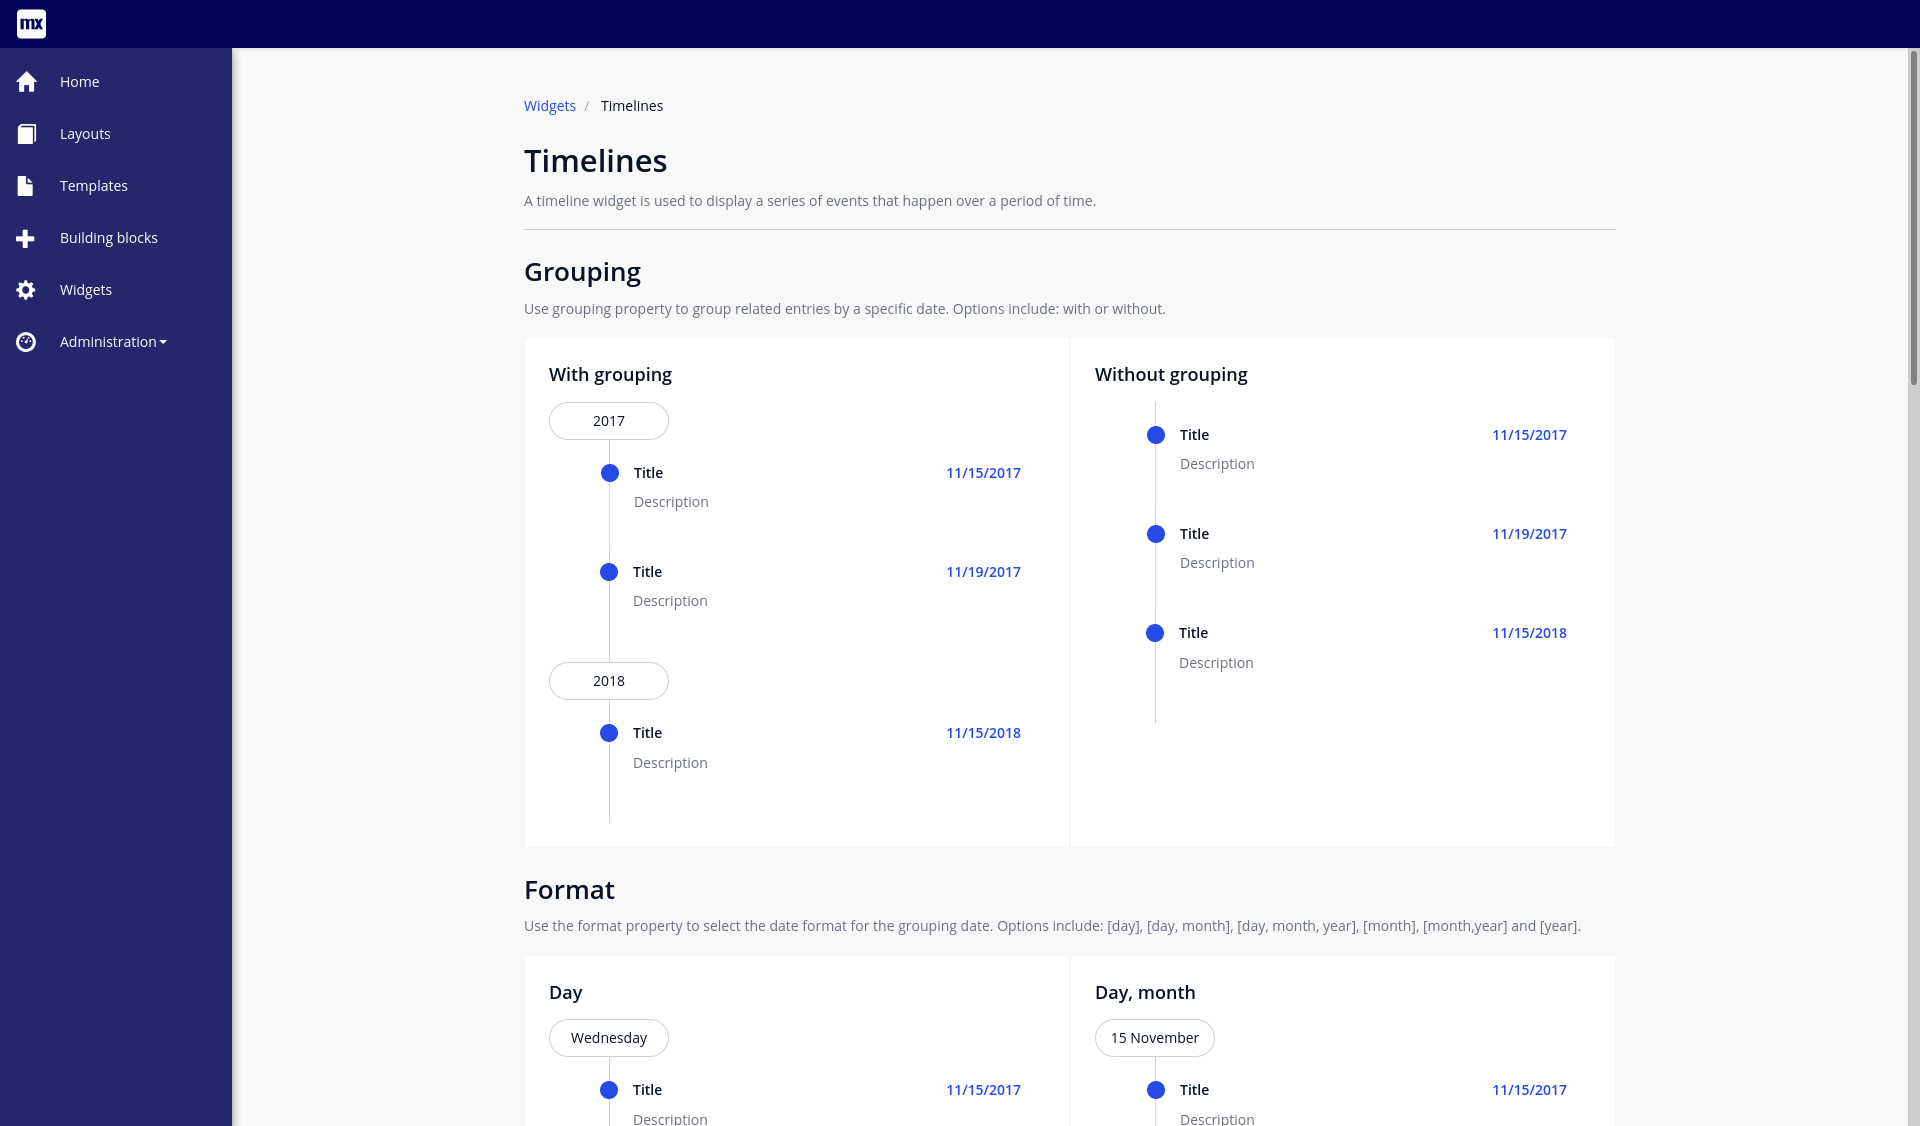 mx
Home
Layouts
Templates
Building blocks
Widgets
Administration
Widgets / Timelines
Timelines
A timeline widget is used to display a series of events that happen over a period of time.
Grouping
Use grouping property to group related entries by a specific date. Options include: with or without.
With grouping
2017
Title 11/15/2017
Description
Title 11/19/2017
Description
2018
Title 11/15/2018
Description
Without grouping
Title 11/15/2017
Description
Title 11/19/2017
Description
Title 11/15/2018
Description
Format
Use the format property to select the date format for the grouping date. Options include: [day], [day, month], [day, month, year], [month], [month,year] and [year].
Day
Wednesday
Title 11/15/2017
Description
Day, month
15 November
Title 11/15/2017
Description